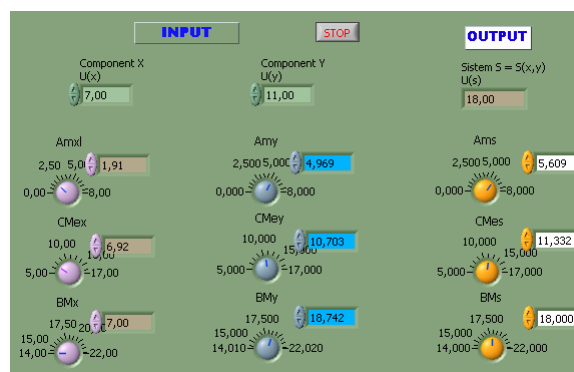 INPUT
STOP
OUTPUT
Component X
U(x)
7,00
Component Y
U(y)
11,00
Sistem S = S(x,y)
U(s)
18,00
Amxl
2,50 5,0
1,91
0,00 8,00
Amy
2,500 5,000
4,969
0,000 8,000
Ams
2,500 5,000
5,609
0,000 8,000
CMex
10,00
6,92
5,00 17,00
CMey
10,000
10,703
15,000
5,000 17,000
CMes
10,000
11,332
15,000
5,000 17,000
BMx
17,50 20,
7,00
15,00
14,00 22,00
BMy
17,500
18,742
15,000
14,010 22,020
BMs
17,500
18,000
15,000
14,000 22,000